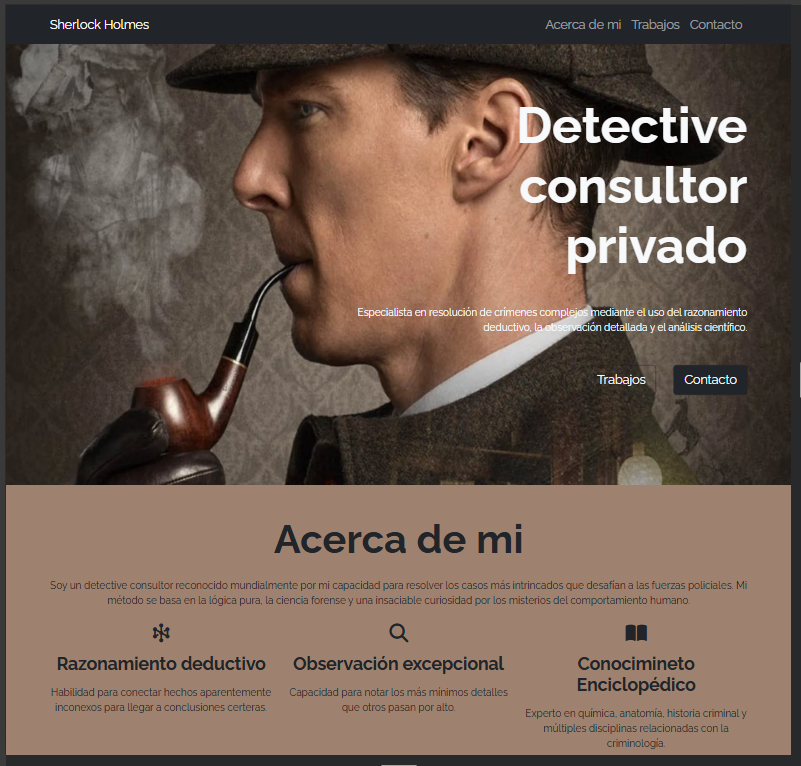 Sherlock Holmes
Acerca de mi Trabajos Contacto
Detective
consultor
privado
Especialista en resolución de crímenes complejos mediante el uso del razonamiento
deductivo, la observación detallada y el análisis científico.
Trabajos Contacto
Acerca de mi
Soy un detective consultor reconocido mundialmente por mi capacidad para resolver los casos más intrincados que desafían a las fuerzas policiales. Mi
método se basa en la lógica pura, la ciencia forense y una insaciable curiosidad por los misterios del comportamiento humano.
Razonamiento deductivo
Habilidad para conectar hechos aparentemente
inconexos para llegar a conclusiones certeras.
Observación excepcional
Capacidad para notar los más mínimos detalles
que otros pasan por alto.
Conocimineto
Enciclopédico
Experto en química, anatomía, historia criminal y
múltiples disciplinas relacionadas con la
criminología.